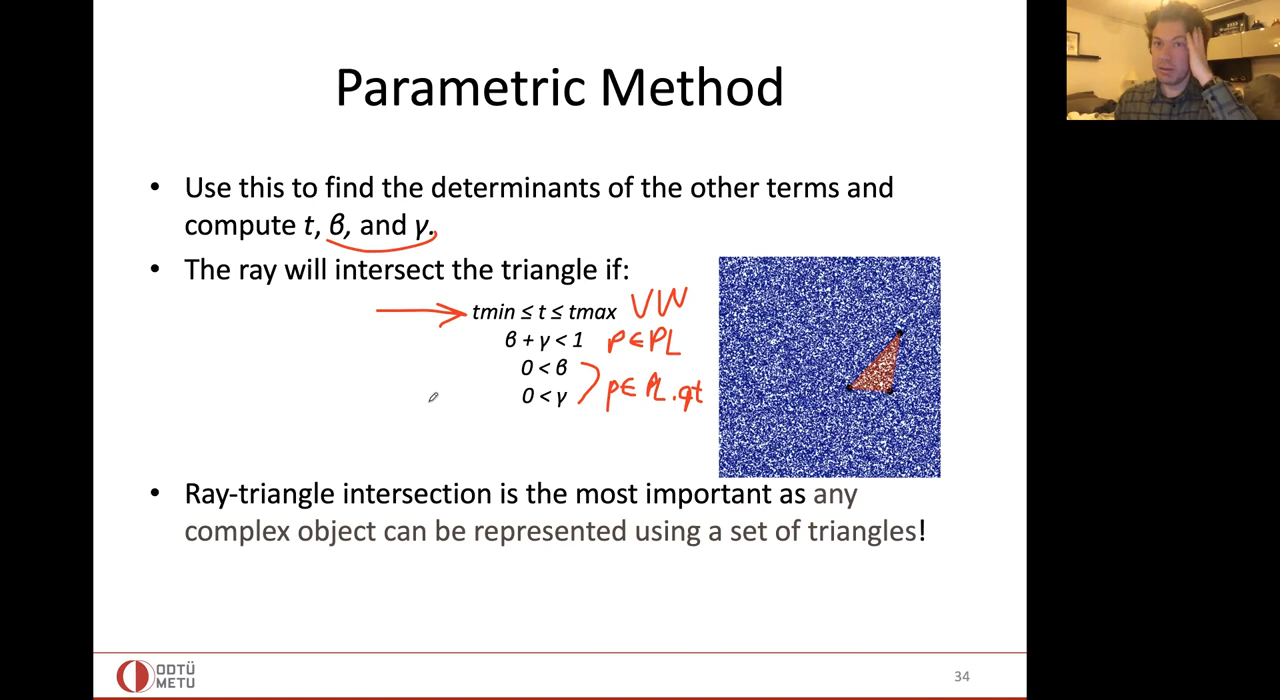 Parametric Method
• Use this to find the determinants of the other terms and
compute t, β, and γ.
• The ray will intersect the triangle if:
tmin ≤ t ≤ tmax VW
β + γ < 1 P∈PL
0 < β
0 < γ p∈ PL.qt
• Ray-triangle intersection is the most important as any
complex object can be represented using a set of triangles!
ODTÜ
METU
34